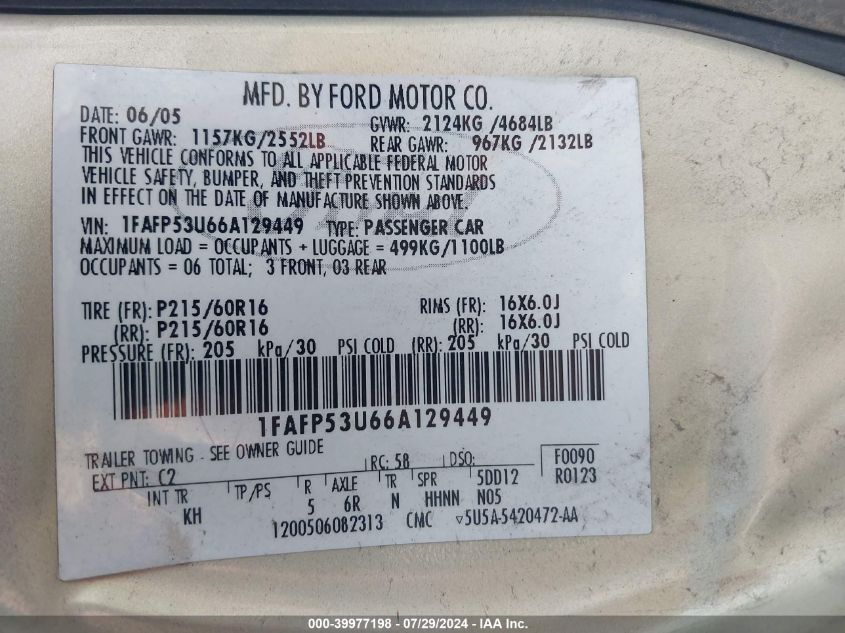 MFD. BY FORD MOTOR CO.
DATE: 06/05 GVWR: 2124KG /4684LB
FRONT GAWR: 1157KG/2552LB REAR GAWR: 967KG /2132LB
THIS VEHICLE CONFORMS TO ALL APPLICABLE FEDERAL MOTOR
VEHICLE SAFETY, BUMPER, AND THEFT PREVENTION STANDARDS
IN EFFECT ON THE DATE OF MANUFACTURE SHOWN ABOVE.
VIN: 1FAFP53U66A129449 TYPE: PASSENGER CAR
MAXIMUM LOAD = OCCUPANTS + LUGGAGE = 499KG/1100LB
OCCUPANTS = 06 TOTAL; 3 FRONT, 03 REAR
TIRE (FR): P215/60R16 RIMS (FR): 16X6.0J
(RR): P215/60R16 (RR): 16X6.0J
PRESSURE (FR): 205 kPa/30 PSI COLD (RR): 205 kPa/30 PSI COLD
1FAFP53U66A129449
TRAILER TOWING - SEE OWNER GUIDE
EXT PNT: C2 RC: 58 DSO: F0090
INT TR TP/PS R AXLE TR SPR 5DD12 R0123
KH 5 6R N HHNN N05
1200506082313 CMC ▽5U5A-5420472-AA
000-39977198 - 07/29/2024 - IAA Inc.